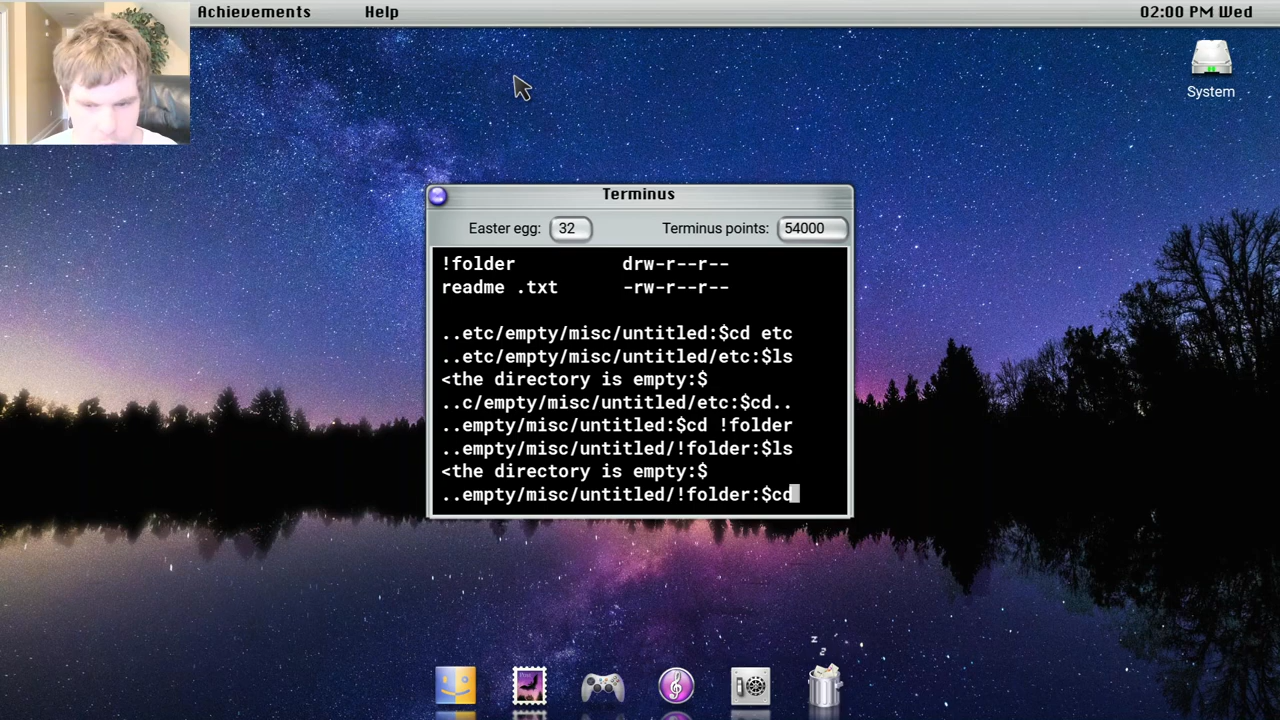 Achievements Help 02:00 PM Wed
System
Terminus
Easter egg: 32 Terminus points: 54000
!folder drw-r--r--
readme .txt -rw-r--r--
..etc/empty/misc/untitled:$cd etc
..etc/empty/misc/untitled/etc:$ls
<the directory is empty:$
..c/empty/misc/untitled/etc:$cd..
..empty/misc/untitled:$cd !folder
..empty/misc/untitled/!folder:$ls
<the directory is empty:$
..empty/misc/untitled/!folder:$cd
z
z